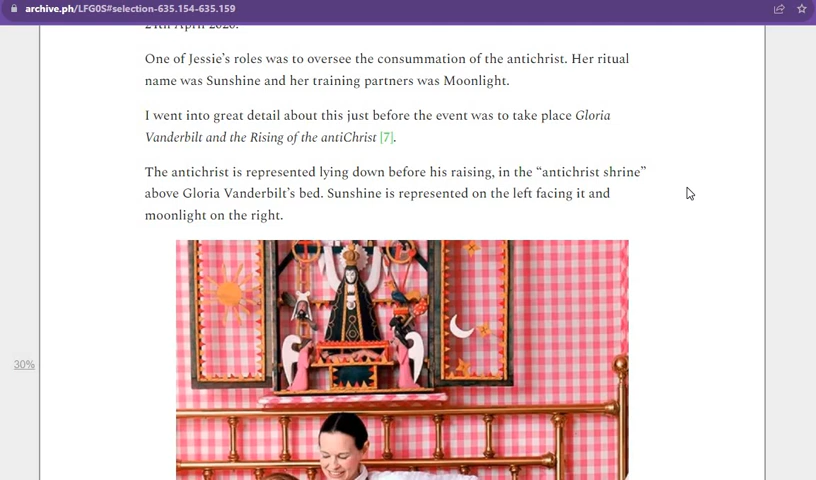 archive.ph/LFG0S#selection-635.154-635.159
24th April 2020.
One of Jessie’s roles was to oversee the consummation of the antichrist. Her ritual
name was Sunshine and her training partners was Moonlight.
I went into great detail about this just before the event was to take place Gloria
Vanderbilt and the Rising of the antiChrist [7].
The antichrist is represented lying down before his raising, in the “antichrist shrine”
above Gloria Vanderbilt’s bed. Sunshine is represented on the left facing it and
moonlight on the right.
30%